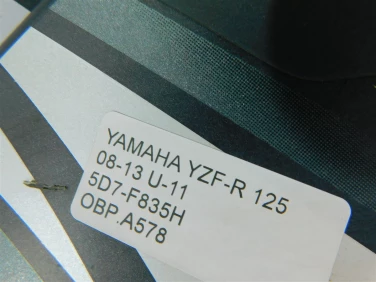 YAMAHA YZF-R 125
08-13 U-11
5D7-F835H
OBP.A578